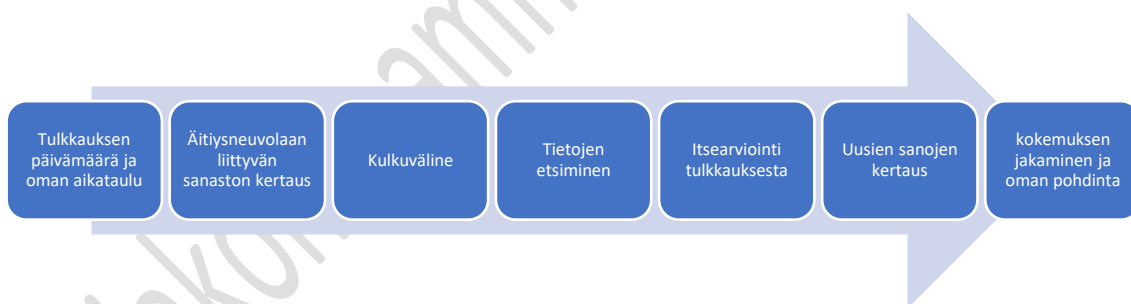 Tulkkauksen
päivämäärä ja
oman aikataulu
Äitiysneuvolaan
liittyvän
sanaston kertaus
Kulkuväline
Tietojen
etsiminen
Itsearviointi
tulkkauksesta
Uusien sanojen
kertaus
kokemuksen
jakaminen ja
oman pohdinta